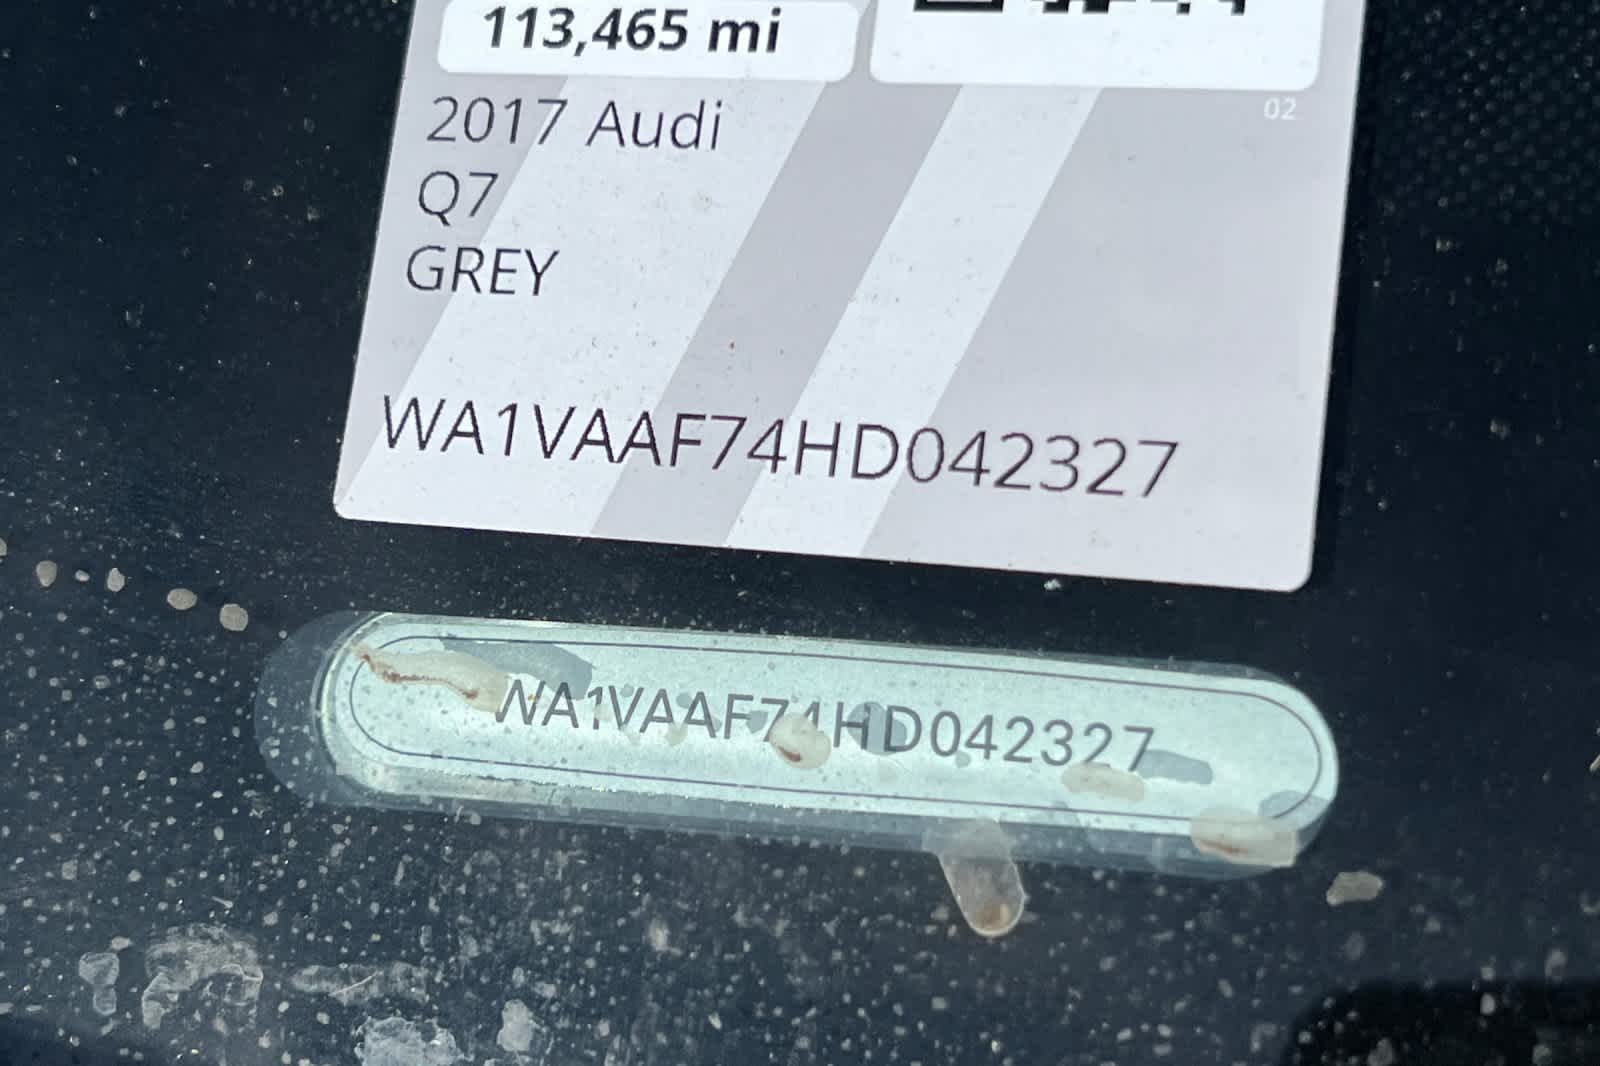 113,465 mi
02
2017 Audi
Q7
GREY
WA1VAAF74HD042327
WA1VAAF74HD042327